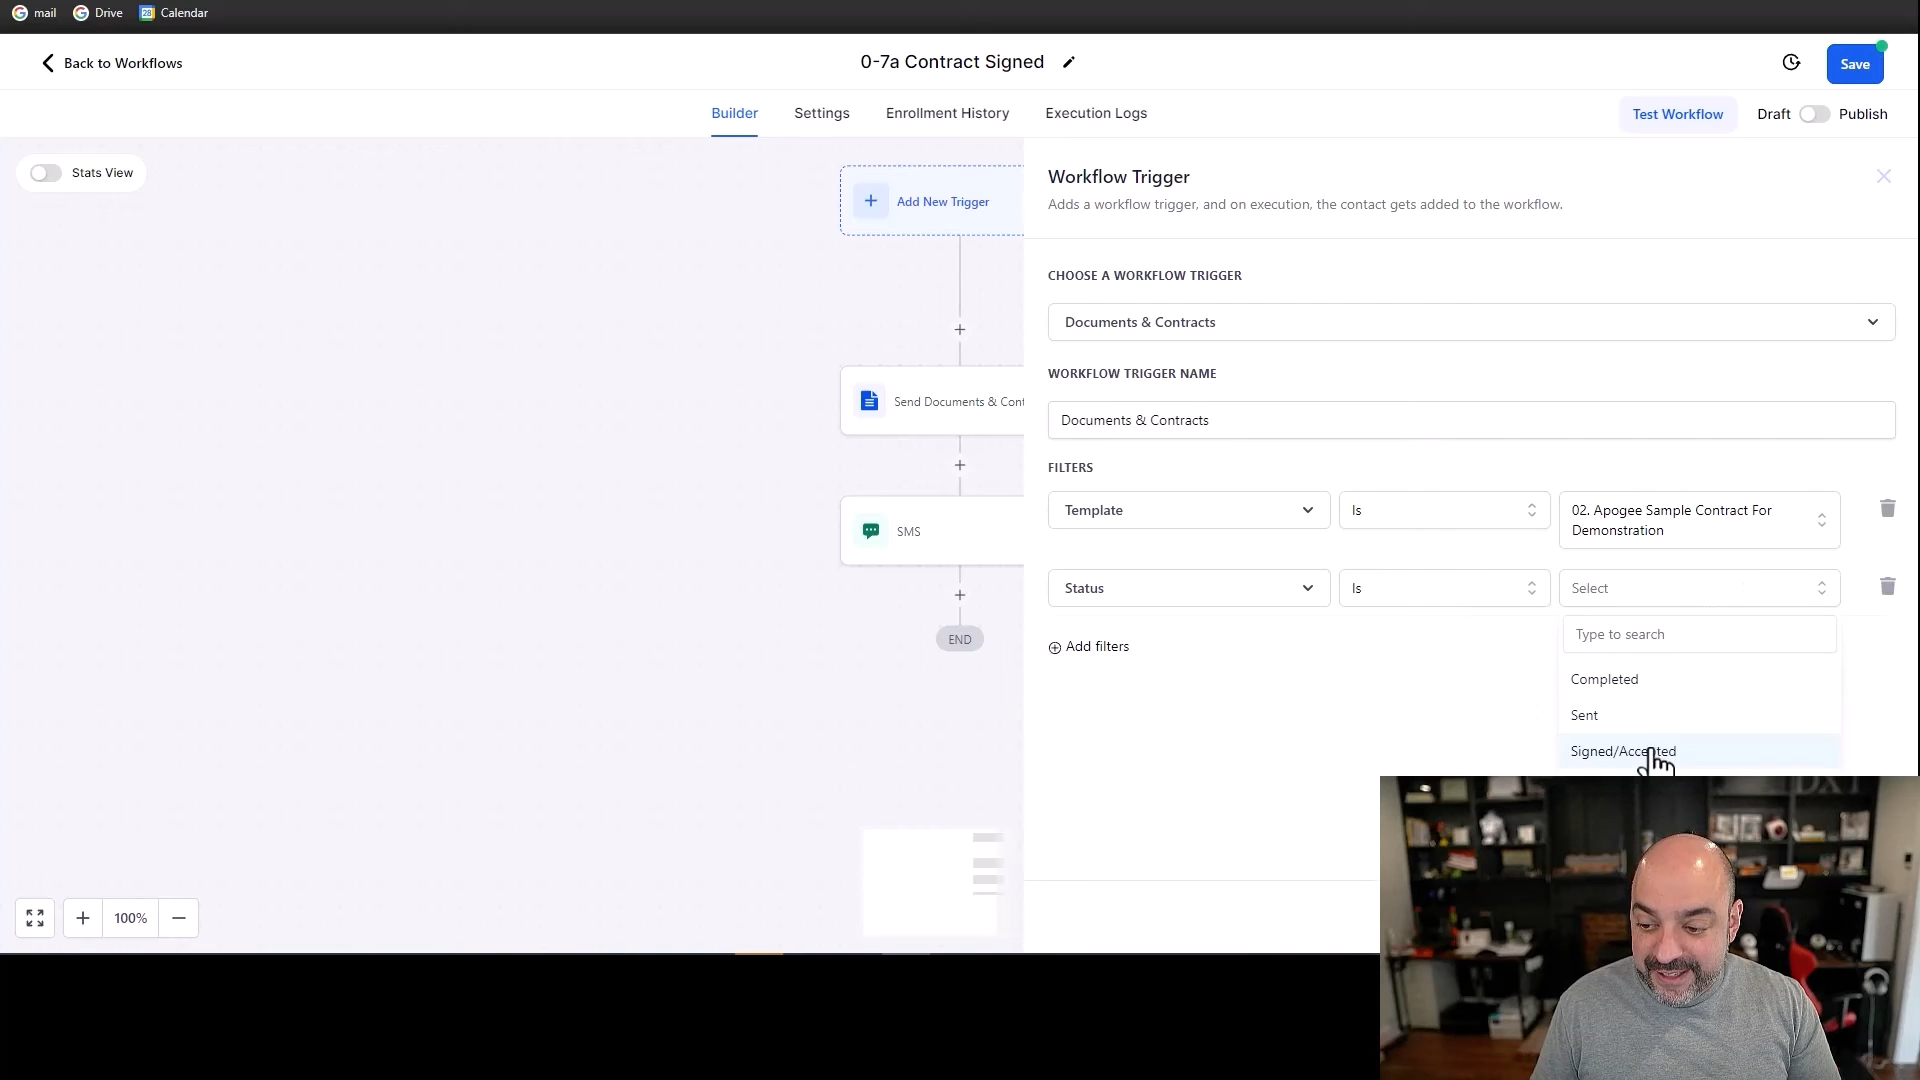 mail Drive Calendar
Back to Workflows
0-7a Contract Signed
Save
Builder Settings Enrollment History Execution Logs
Test Workflow Draft Publish
Stats View
Add New Trigger
Send Documents & Cont
SMS
END
100%
Workflow Trigger
Adds a workflow trigger, and on execution, the contact gets added to the workflow.
CHOOSE A WORKFLOW TRIGGER
Documents & Contracts
WORKFLOW TRIGGER NAME
Documents & Contracts
FILTERS
Template Is 02. Apogee Sample Contract For
Demonstration
Status Is Select
Type to search
Add filters
Completed
Sent
Signed/Accepted